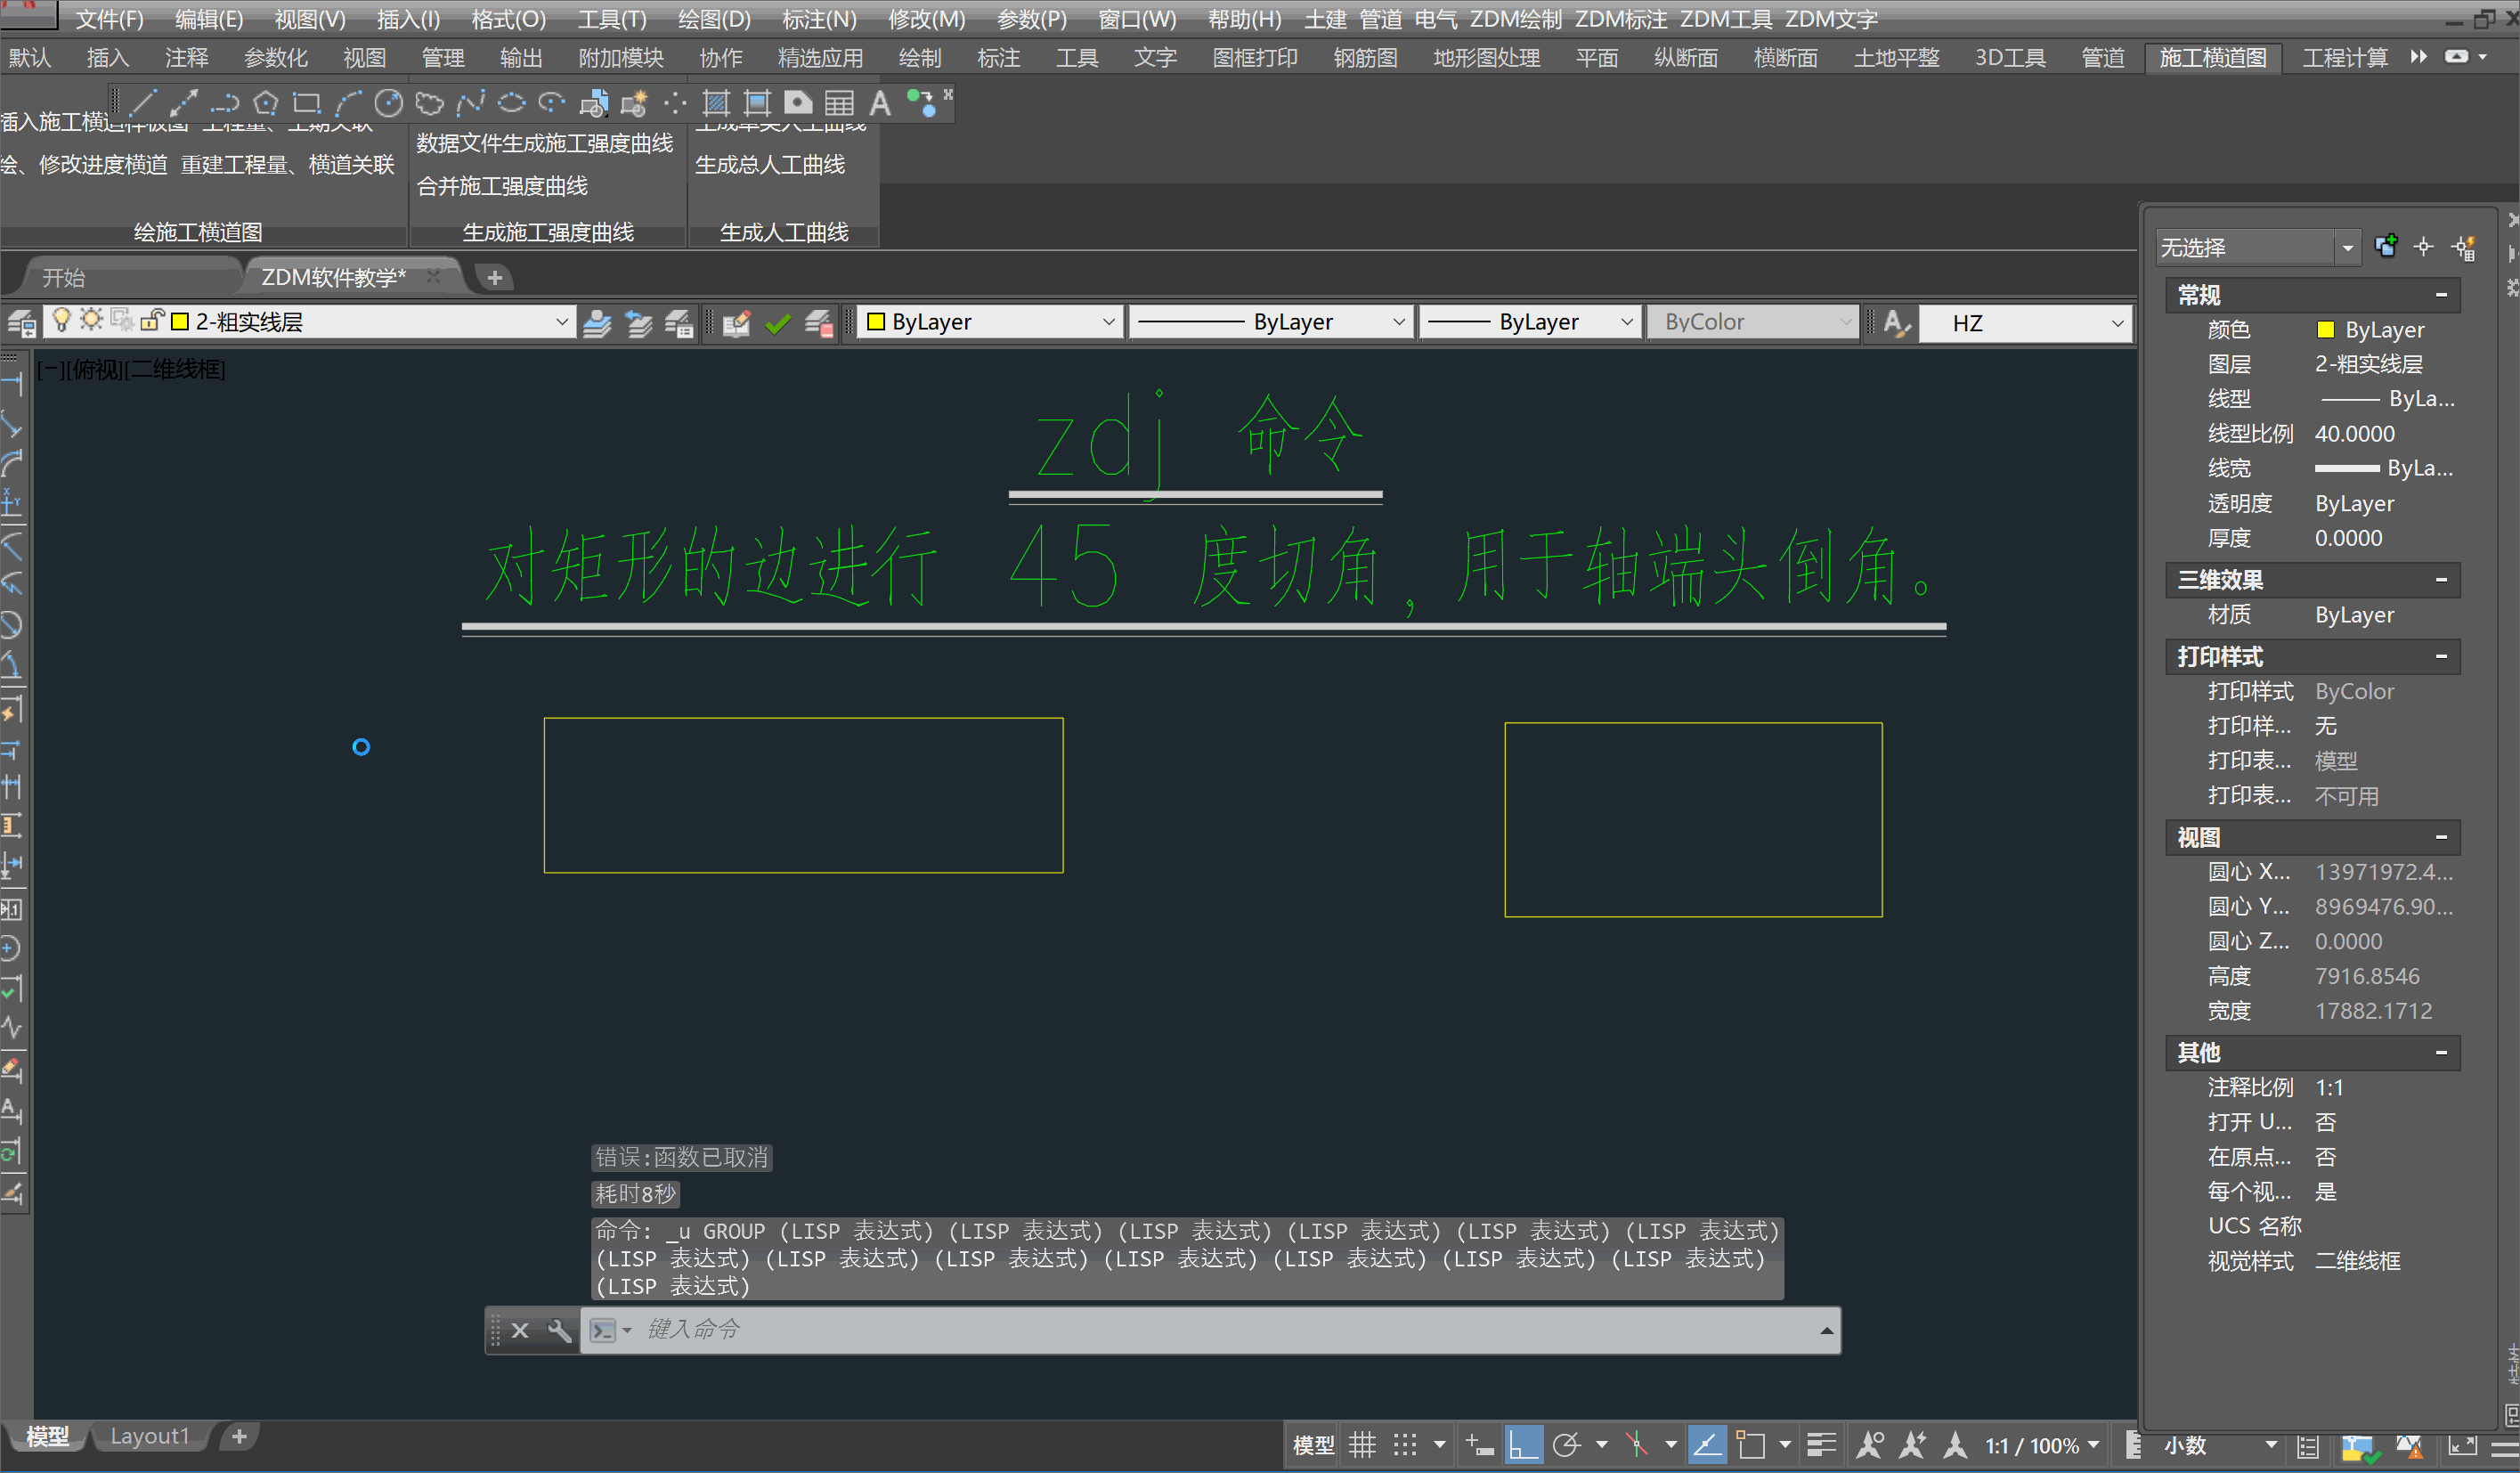 文件(F) 编辑(E) 视图(V) 插入(I) 格式(O) 工具(T) 绘图(D) 标注(N) 修改(M) 参数(P) 窗口(W) 帮助(H) 土建 管道 电气 ZDM绘制 ZDM标注 ZDM工具 ZDM文字
默认 插入 注释 参数化 视图 管理 输出 附加模块 协作 精选应用 绘制 标注 工具 文字 图框打印 钢筋图 地形图处理 平面 纵断面 横断面 土地平整 3D工具 管道 施工横道图 工程计算
插入施工横道样板图 工程量、工期关联
绘、修改进度横道 重建工程量、横道关联
绘施工横道图
数据文件生成施工强度曲线
合并施工强度曲线
生成施工强度曲线
生成单类人工曲线
生成总人工曲线
生成人工曲线
开始 ZDM软件教学*
2-粗实线层 ByLayer ByLayer ByLayer ByColor HZ
[−][俯视][二维线框]
zdj 命令
对矩形的边进行 45 度切角，用于轴端头倒角。
错误:函数已取消
耗时8秒
命令: _u GROUP (LISP 表达式) (LISP 表达式) (LISP 表达式) (LISP 表达式) (LISP 表达式) (LISP 表达式)
(LISP 表达式) (LISP 表达式) (LISP 表达式) (LISP 表达式) (LISP 表达式) (LISP 表达式) (LISP 表达式)
(LISP 表达式)
键入命令
无选择
常规
颜色 ByLayer
图层 2-粗实线层
线型 ByLa...
线型比例 40.0000
线宽 ByLa...
透明度 ByLayer
厚度 0.0000
三维效果
材质 ByLayer
打印样式
打印样式 ByColor
打印样... 无
打印表... 模型
打印表... 不可用
视图
圆心 X... 13971972.4...
圆心 Y... 8969476.90...
圆心 Z... 0.0000
高度 7916.8546
宽度 17882.1712
其他
注释比例 1:1
打开 U... 否
在原点... 否
每个视... 是
UCS 名称
视觉样式 二维线框
模型 Layout1
模型 1:1 / 100% 小数